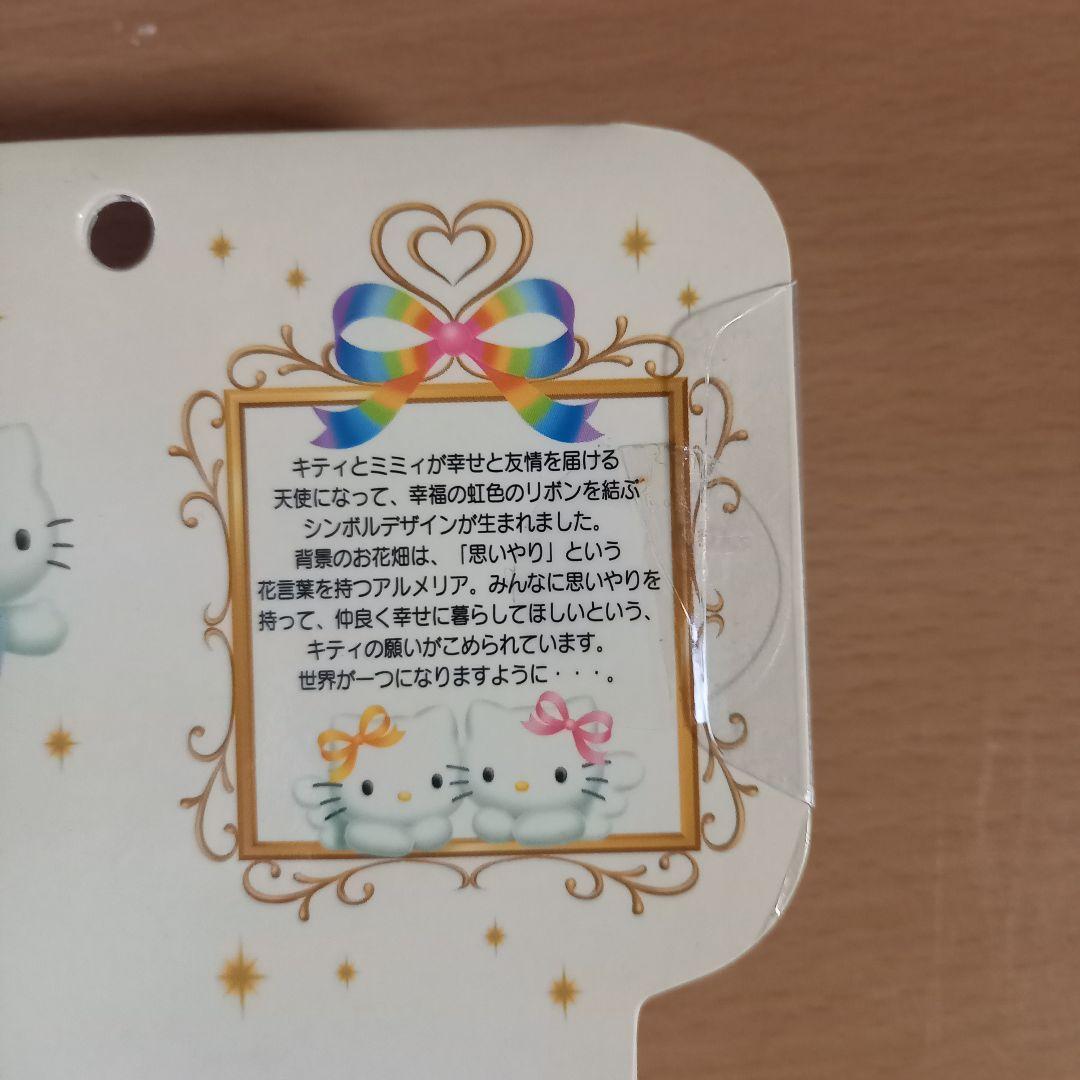 キティとミミィが幸せと友情を届ける
天使になって、幸福の虹色のリボンを結ぶ
シンボルデザインが生まれました。
背景のお花畑は、「思いやり」という
花言葉を持つアルメリア。みんなに思いやりを
持って、仲良く幸せに暮らしてほしいという、
キティの願いがこめられています。
世界が一つになりますように・・・。